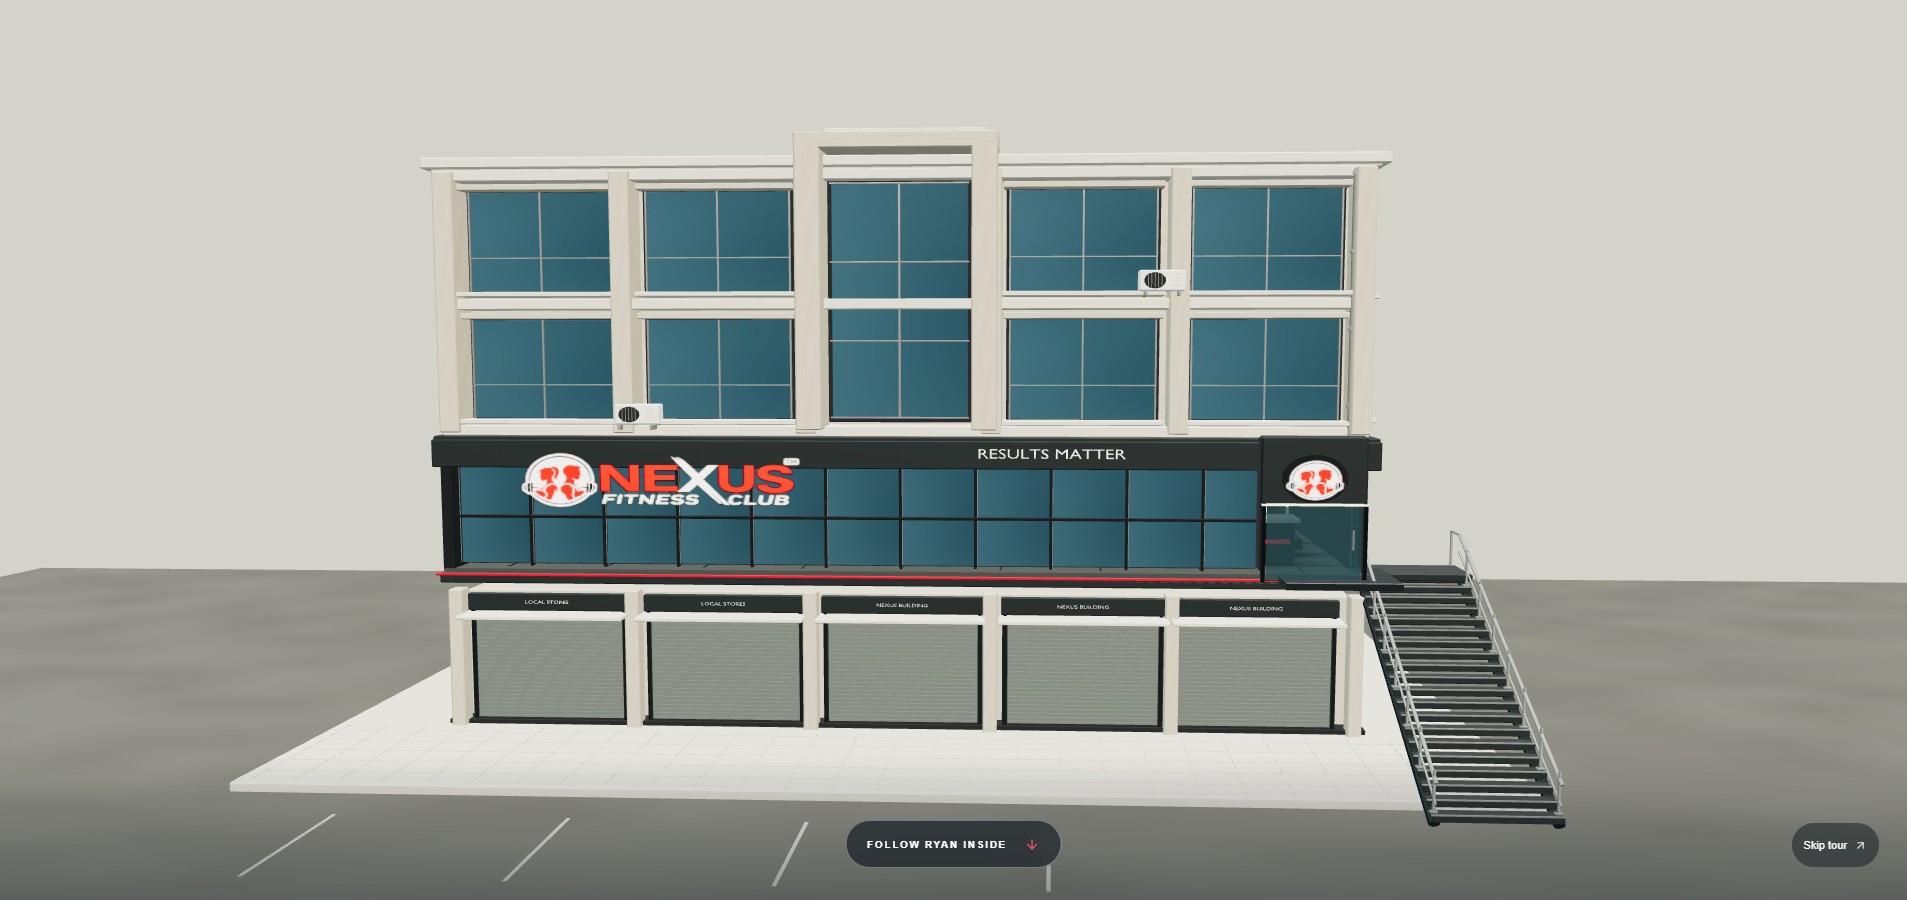 RESULTS MATTER
NEXUS
FITNESS CLUB
LOCAL STORES
LOCAL STORES
NEXUS BUILDING
NEXUS BUILDING
NEXUS BUILDING
FOLLOW RYAN INSIDE
Skip tour